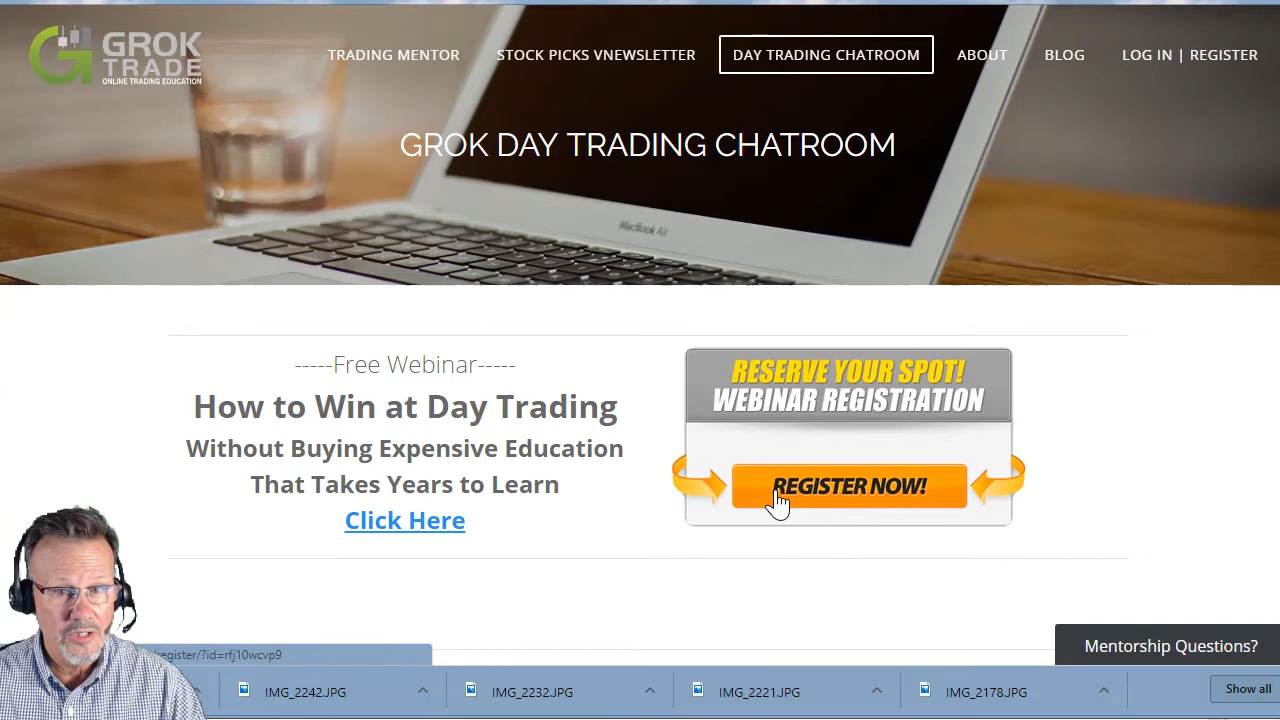 GROK
TRADE
ONLINE TRADING EDUCATION
TRADING MENTOR
STOCK PICKS VNEWSLETTER
DAY TRADING CHATROOM
ABOUT
BLOG
LOG IN | REGISTER
GROK DAY TRADING CHATROOM
MacBook Air
-----Free Webinar-----
How to Win at Day Trading
Without Buying Expensive Education
That Takes Years to Learn
Click Here
RESERVE YOUR SPOT!
WEBINAR REGISTRATION
REGISTER NOW!
Mentorship Questions?
register/?id=rfj10wcvp9
IMG_2242.JPG
IMG_2232.JPG
IMG_2221.JPG
IMG_2178.JPG
Show all